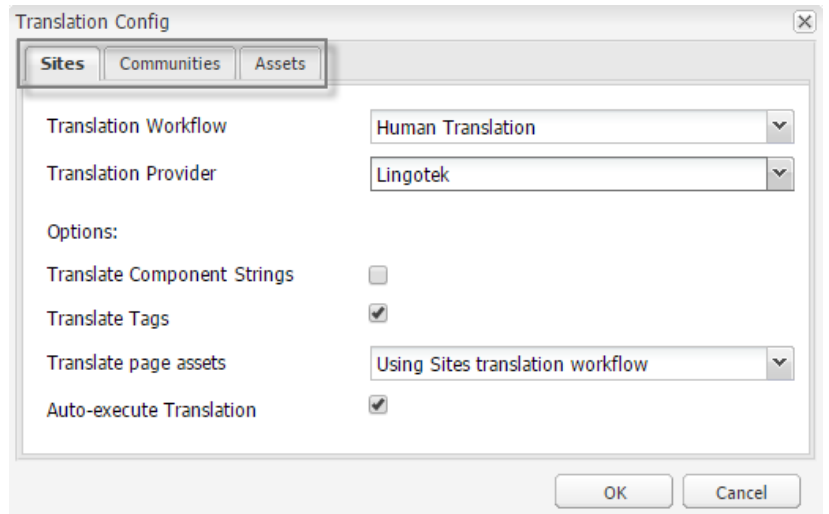 Translation Config
Sites Communities Assets
Translation Workflow Human Translation
Translation Provider Lingotek
Options:
Translate Component Strings
Translate Tags
Translate page assets Using Sites translation workflow
Auto-execute Translation
OK Cancel